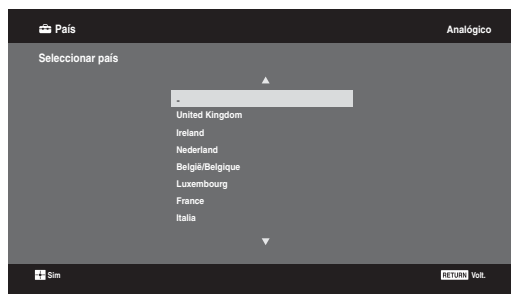 País
Analógico
Seleccionar país
-
United Kingdom
Ireland
Nederland
België/Belgique
Luxembourg
France
Italia
Sim
RETURN Volt.